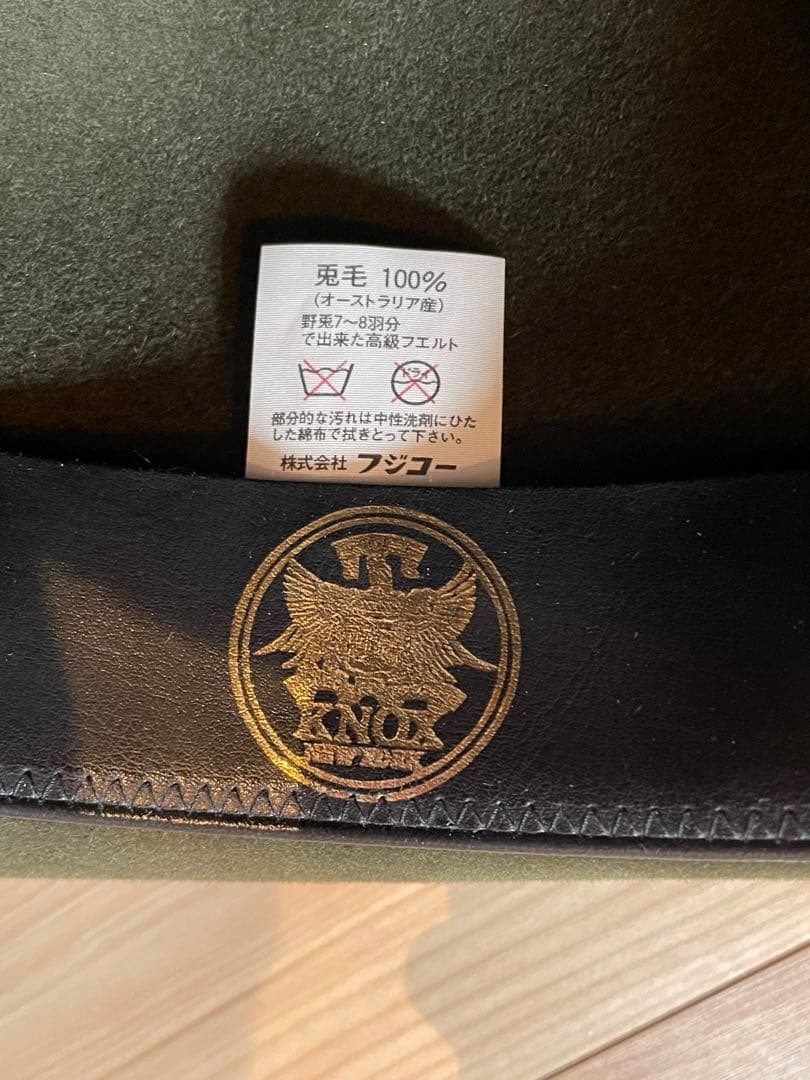 兎毛 100%
(オーストラリア産)
野兎7〜8羽分
で出来た高級フエルト
ドライ
部分的な汚れは中性洗剤にひた
した綿布で拭きとって下さい。
株式会社 フジコー
KNOX
NEW YORK